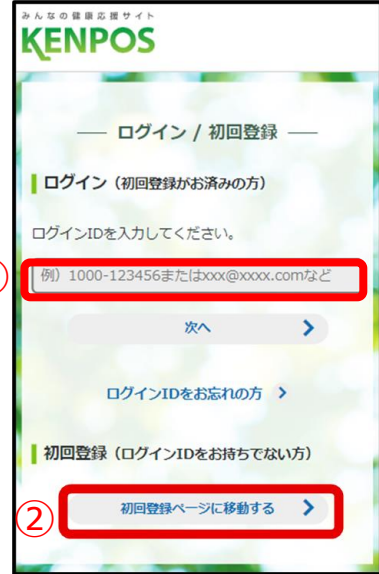 みんなの健康応援サイト
KENPOS
ログイン / 初回登録
ログイン（初回登録がお済みの方）
ログインIDを入力してください。
例）1000-123456またはxxx@xxxx.comなど
次へ
ログインIDをお忘れの方
初回登録（ログインIDをお持ちでない方）
②
初回登録ページに移動する